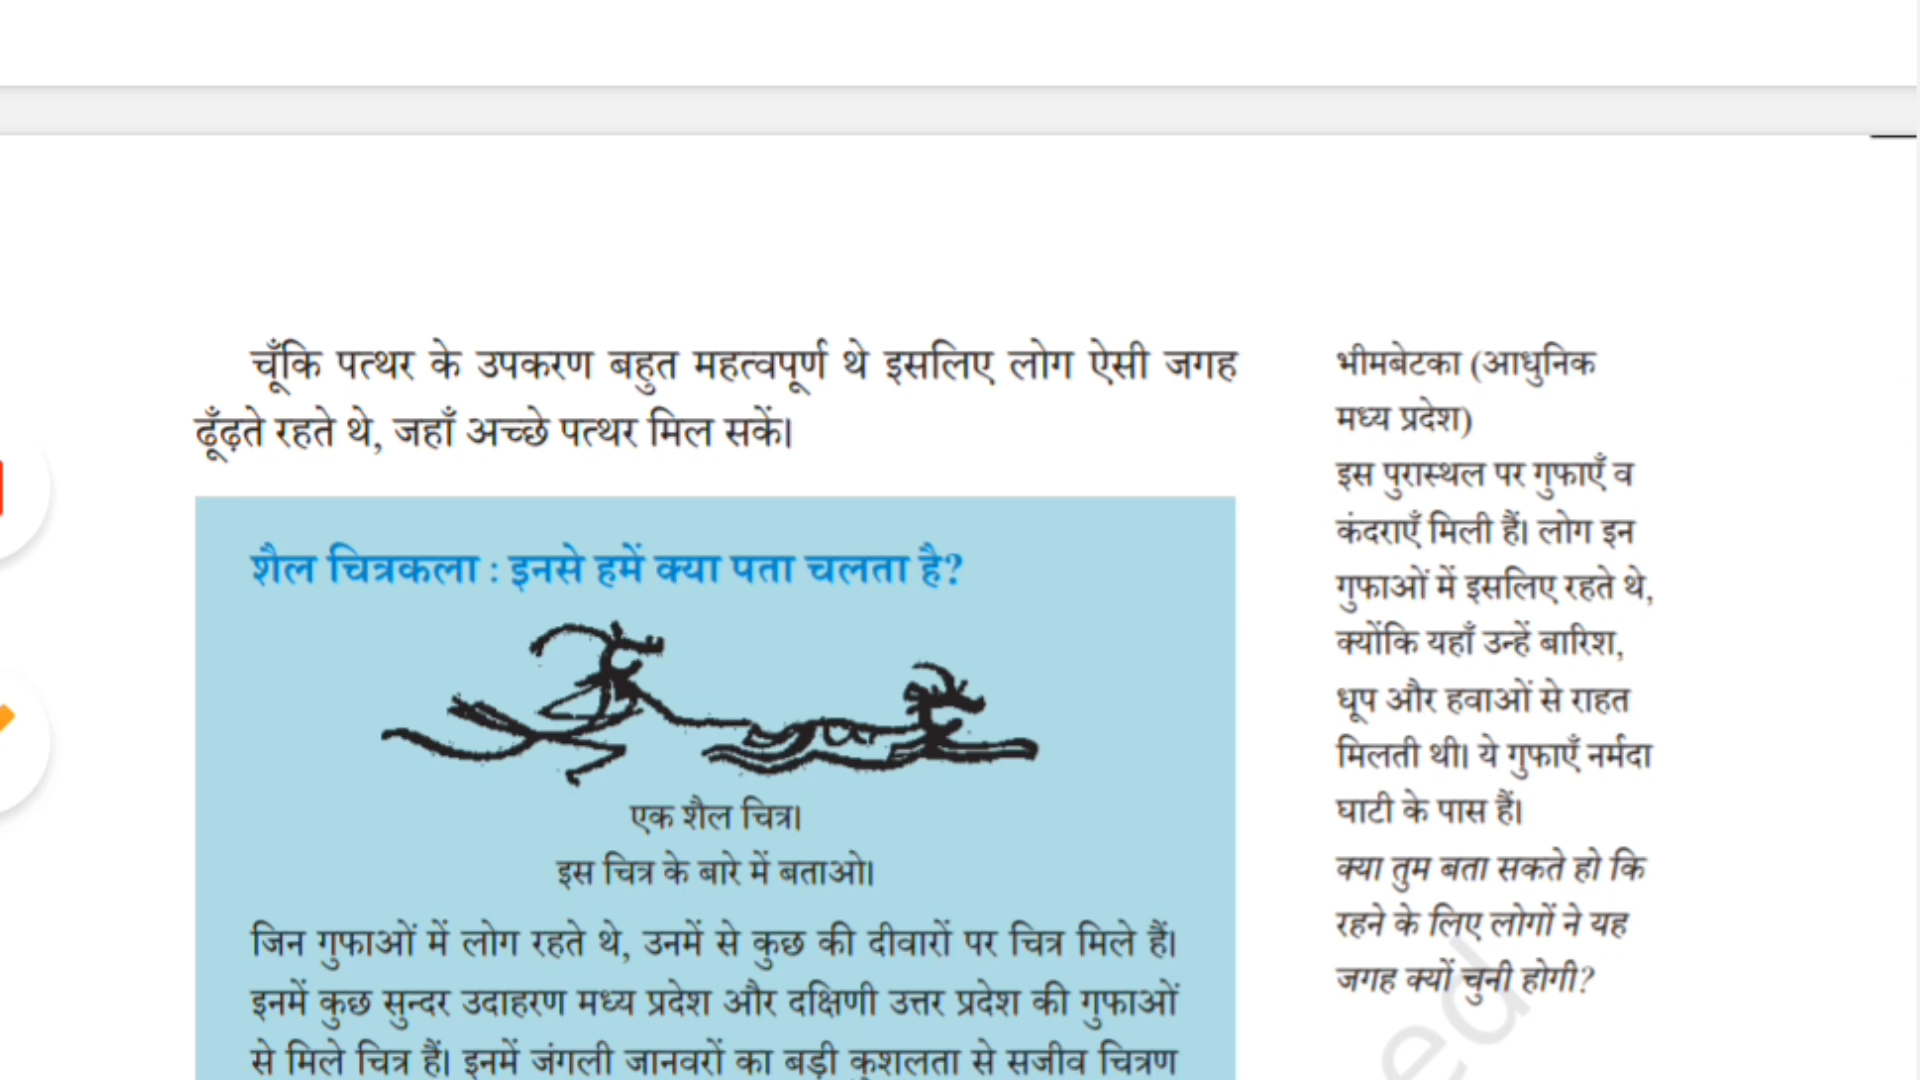 चूँकि पत्थर के उपकरण बहुत महत्वपूर्ण थे इसलिए लोग ऐसी जगह
ढूँढ़ते रहते थे, जहाँ अच्छे पत्थर मिल सकें।
शैल चित्रकला : इनसे हमें क्या पता चलता है?
एक शैल चित्र।
इस चित्र के बारे में बताओ।
जिन गुफाओं में लोग रहते थे, उनमें से कुछ की दीवारों पर चित्र मिले हैं।
इनमें कुछ सुन्दर उदाहरण मध्य प्रदेश और दक्षिणी उत्तर प्रदेश की गुफाओं
से मिले चित्र हैं। इनमें जंगली जानवरों का बड़ी कुशलता से सजीव चित्रण
भीमबेटका (आधुनिक
मध्य प्रदेश)
इस पुरास्थल पर गुफाएँ व
कंदराएँ मिली हैं। लोग इन
गुफाओं में इसलिए रहते थे,
क्योंकि यहाँ उन्हें बारिश,
धूप और हवाओं से राहत
मिलती थी। ये गुफाएँ नर्मदा
घाटी के पास हैं।
क्या तुम बता सकते हो कि
रहने के लिए लोगों ने यह
जगह क्यों चुनी होगी?
ed